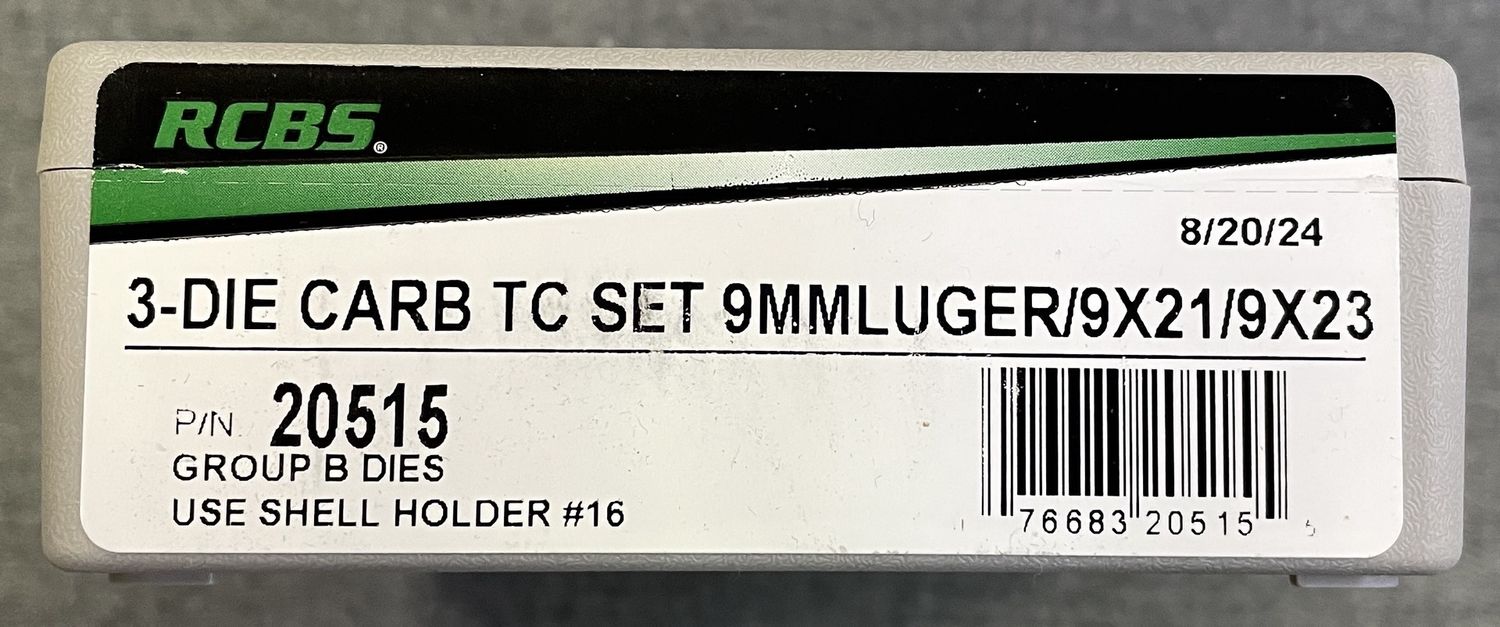 RCBS®
8/20/24
3-DIE CARB TC SET 9MMLUGER/9X21/9X23
P/N 20515
GROUP B DIES
USE SHELL HOLDER #16
76683 20515